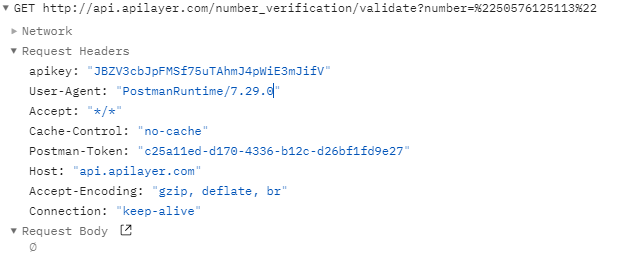 GET http://api.apilayer.com/number_verification/validate?number=%2250576125113%22
Network
Request Headers
apikey: "JBZV3cbJpFMSf75uTAhmJ4pWiE3mJifV"
User-Agent: "PostmanRuntime/7.29.0"
Accept: "*/*"
Cache-Control: "no-cache"
Postman-Token: "c25a11ed-d170-4336-b12c-d26bf1fd9e27"
Host: "api.apilayer.com"
Accept-Encoding: "gzip, deflate, br"
Connection: "keep-alive"
Request Body
Ø